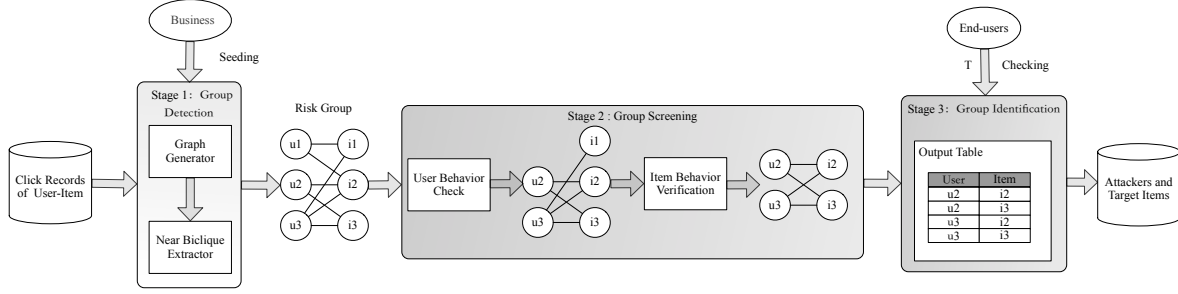 Business
Seeding
End-users
T
Checking
Stage 1：Group
Detection
Graph
Generator
Near Biclique
Extractor
Click Records
of User-Item
Risk Group
u1
i1
u2
i2
u3
i3
Stage 2 : Group Screening
User Behavior
Check
i1
u2
i2
u3
i3
Item Behavior
Verification
u2
i2
u3
i3
Stage 3：Group Identification
Output Table
User Item
u2 i2
u2 i3
u3 i2
u3 i3
Attackers and
Target Items